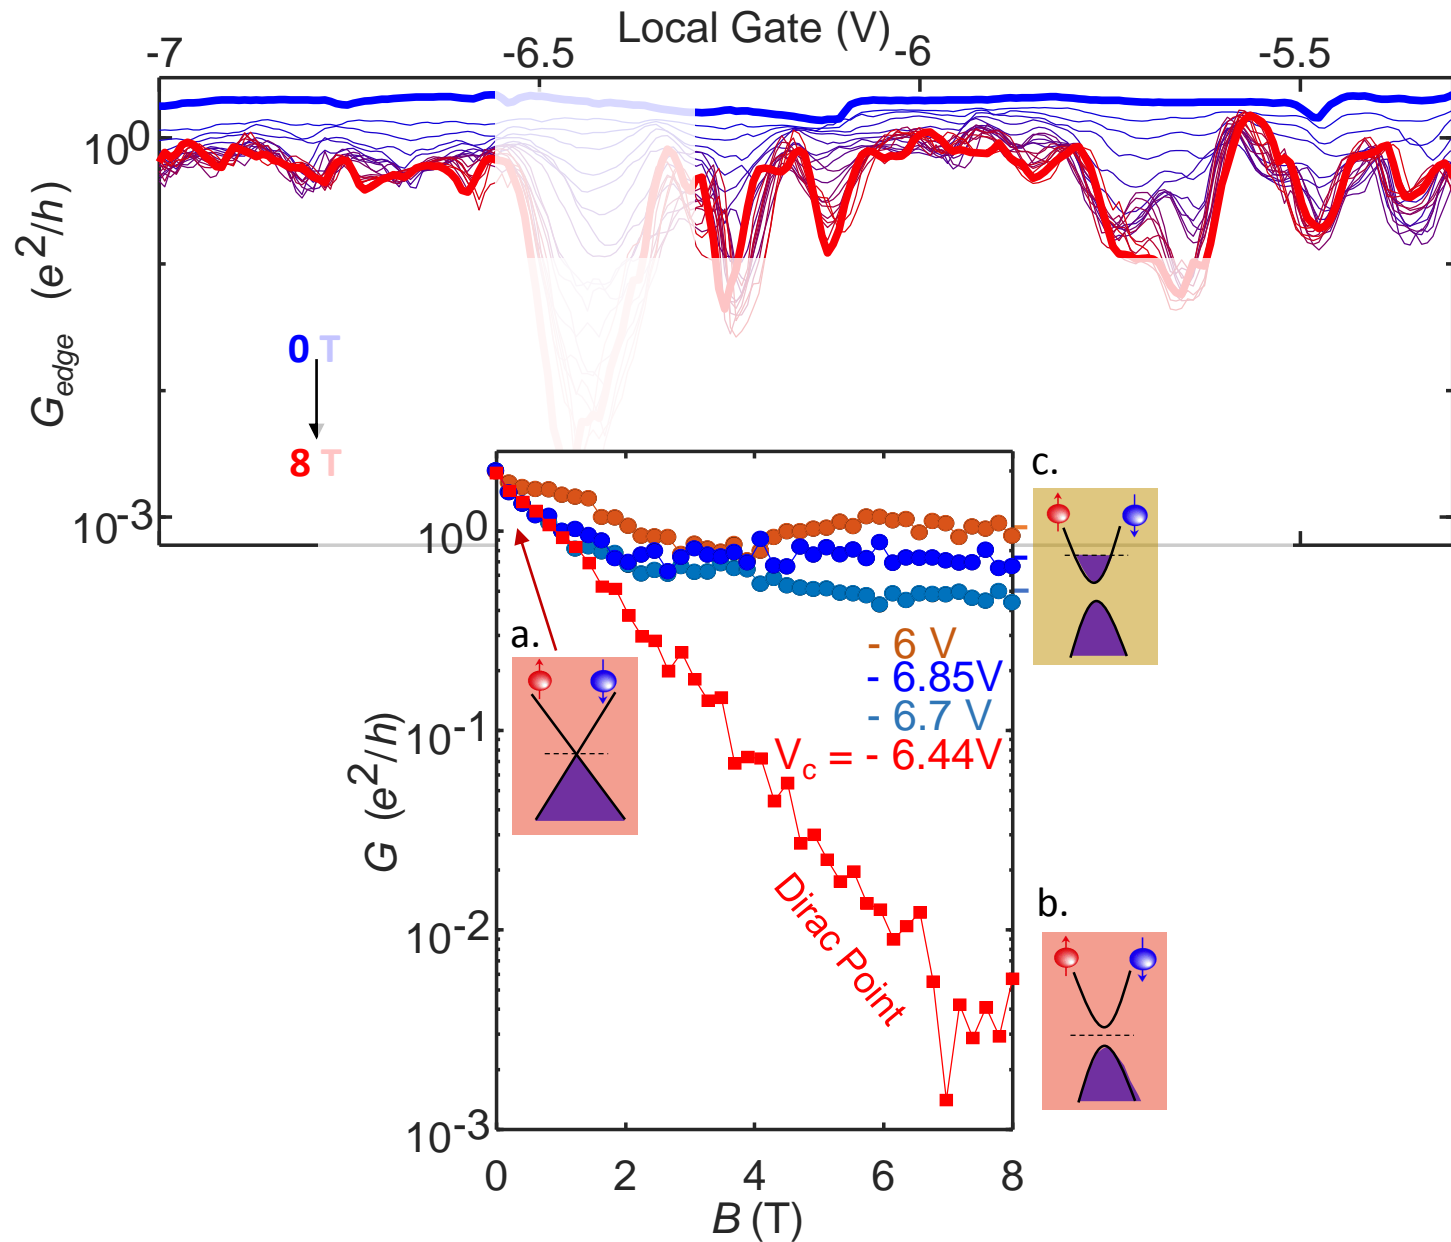 Local Gate (V)
-7 -6.5 -6 -5.5
10^0
G_edge (e^2/h)
0 T
8 T
10^-3
c.
10^0
a.
- 6 V
- 6.85V
- 6.7 V
V_c = - 6.44V
10^-1
G (e^2/h)
Dirac Point
b.
10^-2
10^-3
0 2 4 6 8
B (T)